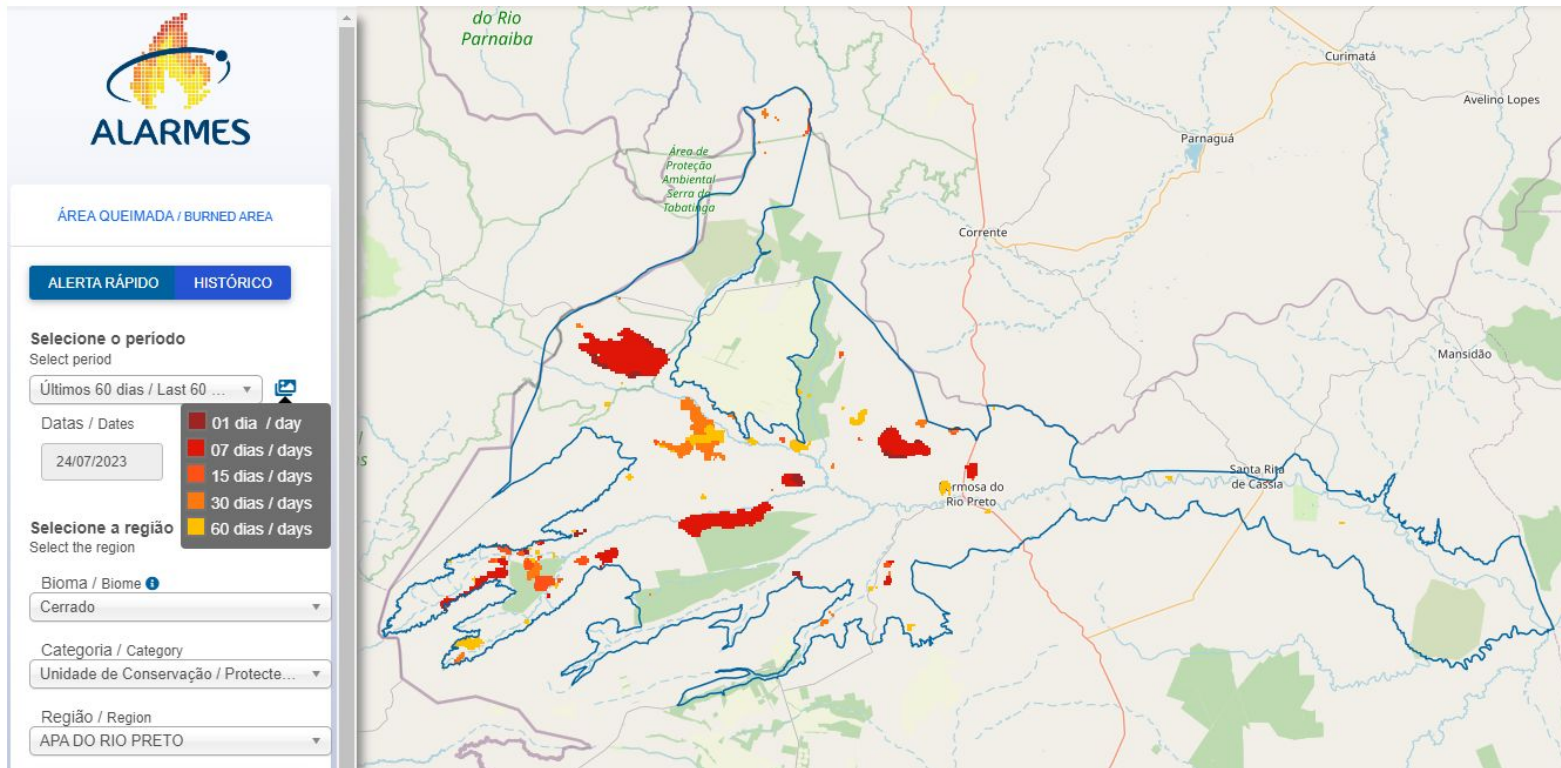 ALARMES
ÁREA QUEIMADA / BURNED AREA
ALERTA RÁPIDO
HISTÓRICO
Selecione o período
Select period
Últimos 60 dias / Last 60 ...
01 dia / day
07 dias / days
15 dias / days
30 dias / days
60 dias / days
Datas / Dates
24/07/2023
Selecione a região
Select the region
Bioma / Biome
Cerrado
Categoria / Category
Unidade de Conservação / Protecte...
Região / Region
APA DO RIO PRETO
do Rio
Parnaiba
Curimatá
Avelino Lopes
Parnaguá
Área de
Proteção
Ambiental
Serra da
Tabatinga
Corrente
Mansidão
Santa Rita
de Cássia
rmosa do
Rio Preto